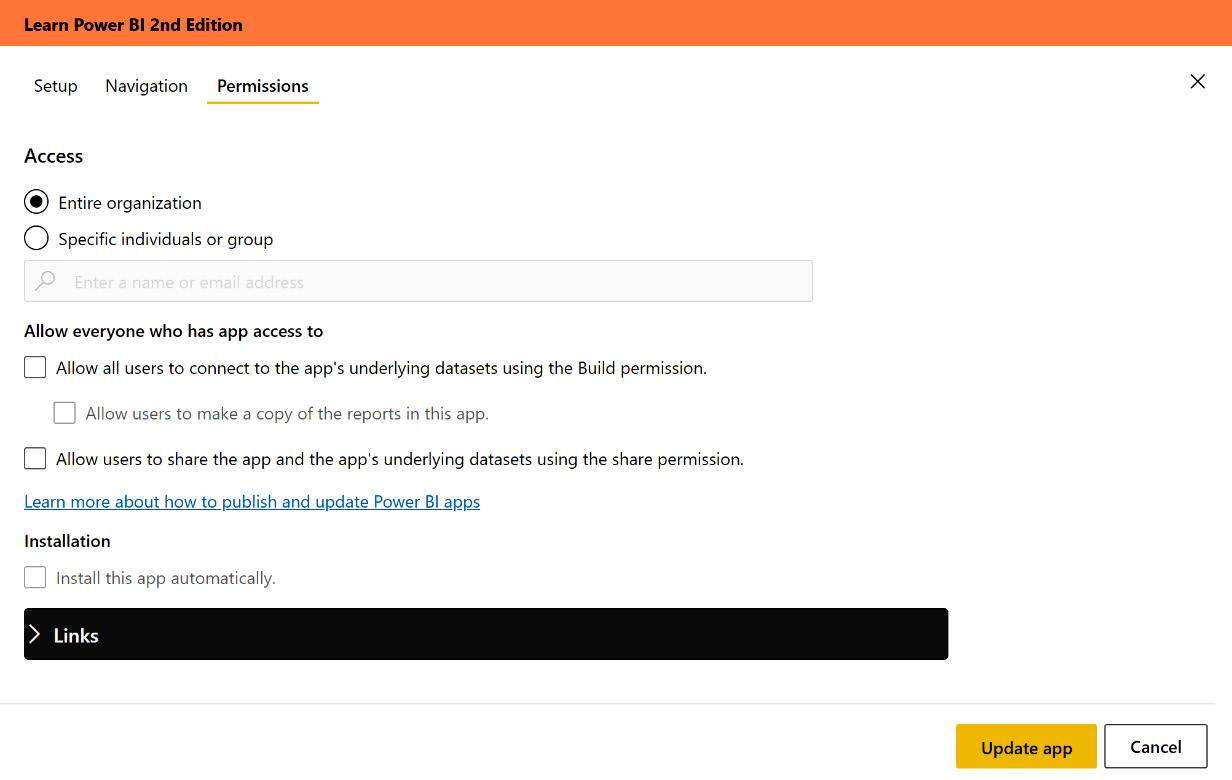 Learn Power BI 2nd Edition
Setup Navigation Permissions
Access
Entire organization
Specific individuals or group
Enter a name or email address
Allow everyone who has app access to
Allow all users to connect to the app's underlying datasets using the Build permission.
Allow users to make a copy of the reports in this app.
Allow users to share the app and the app's underlying datasets using the share permission.
Learn more about how to publish and update Power BI apps
Installation
Install this app automatically.
Links
Update app Cancel